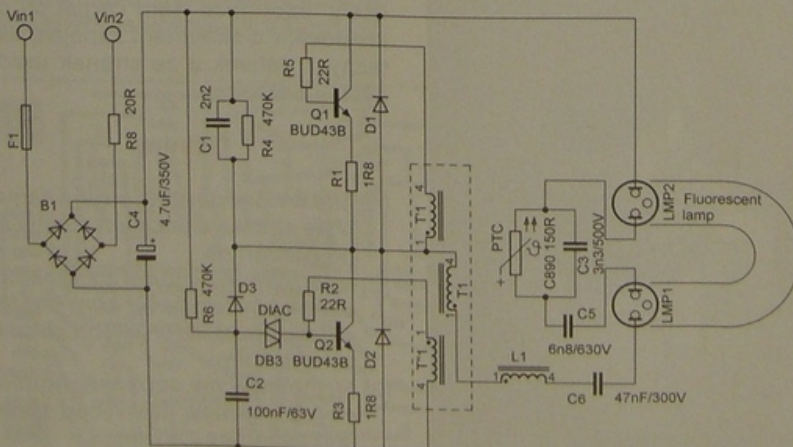 Vin1
Vin2
F1
20R
R8
B1
C4
4.7uF/350V
2n2
C1
470K
R4
R5
22R
Q1
BUD43B
D1
R1
1R8
T'1
4
1
T1
1
T"1
1
4
PTC
+
C890 150R
C3
3n3/500V
C5
6n8/630V
LMP2
Fluorescent
lamp
LMP1
470K
R6
D3
DIAC
DB3
R2
22R
Q2
BUD43B
D2
C2
100nF/63V
R3
1R8
L1
1
4
C6
47nF/300V